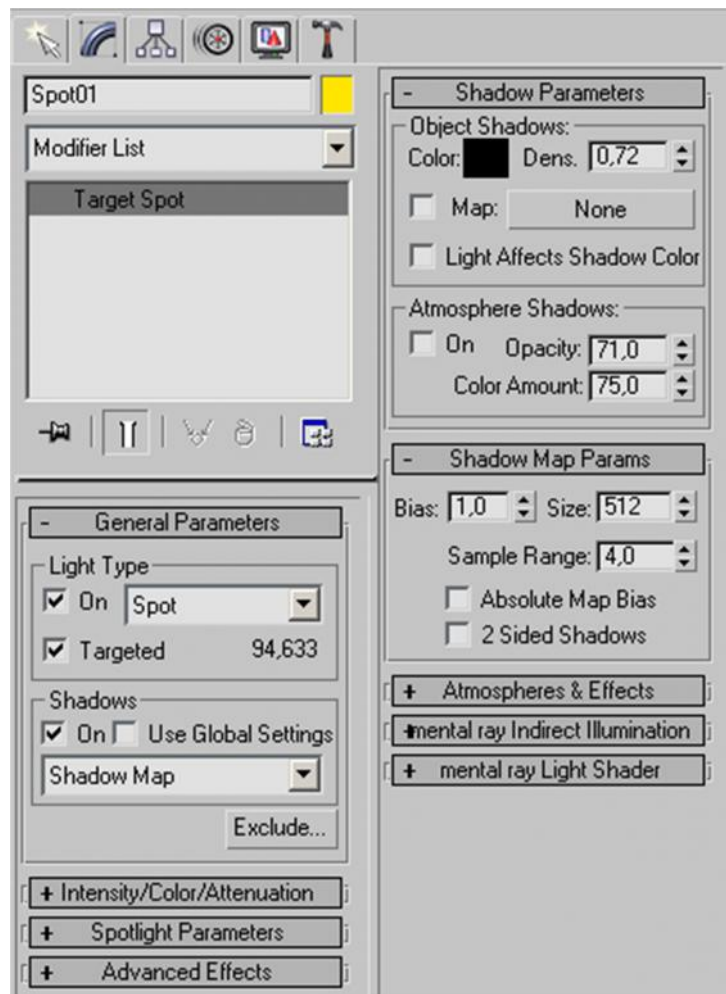 Spot01
Modifier List
Target Spot
- General Parameters
Light Type
On Spot
Targeted 94,633
Shadows
On Use Global Settings
Shadow Map
Exclude...
+ Intensity/Color/Attenuation
+ Spotlight Parameters
+ Advanced Effects
- Shadow Parameters
Object Shadows:
Color: Dens. 0,72
Map: None
Light Affects Shadow Color
Atmosphere Shadows:
On Opacity: 71,0
Color Amount: 75,0
- Shadow Map Params
Bias: 1,0 Size: 512
Sample Range: 4,0
Absolute Map Bias
2 Sided Shadows
+ Atmospheres & Effects
+ mental ray Indirect Illumination
+ mental ray Light Shader